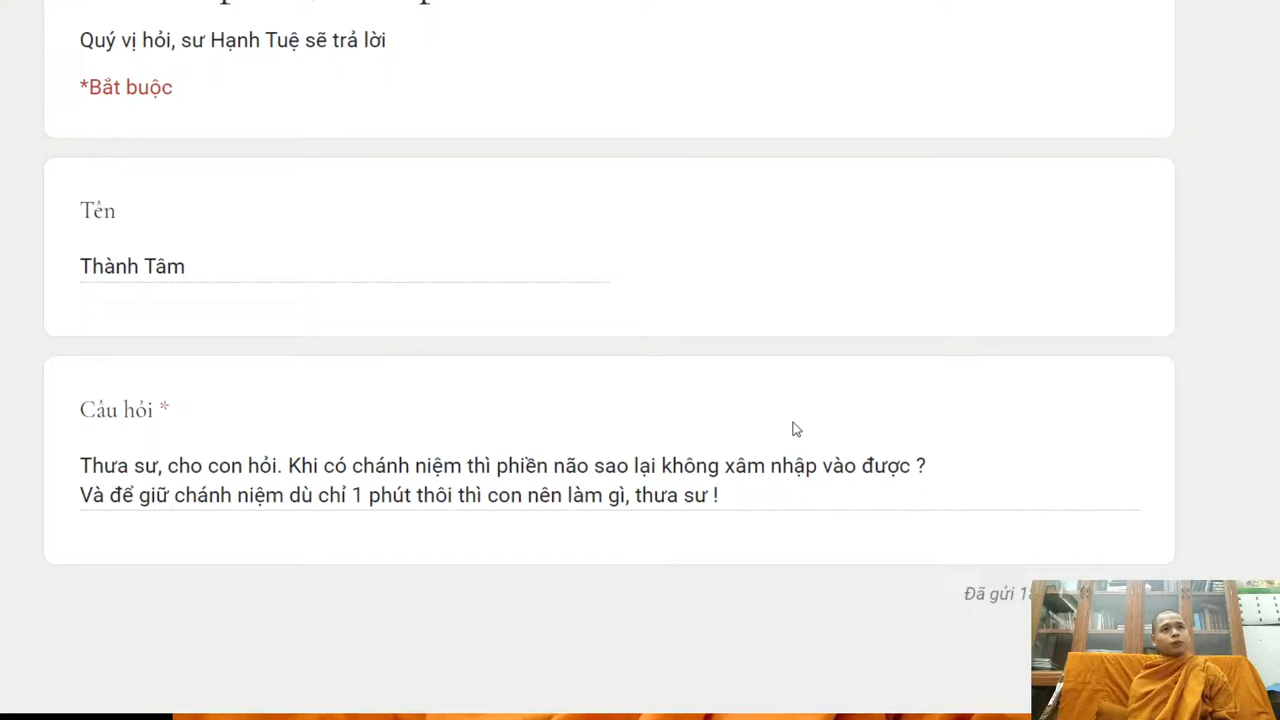 Quý vị hỏi, sư Hạnh Tuệ sẽ trả lời
*Bắt buộc
Tên
Thành Tâm
Câu hỏi *
Thưa sư, cho con hỏi. Khi có chánh niệm thì phiền não sao lại không xâm nhập vào được ?
Và để giữ chánh niệm dù chỉ 1 phút thôi thì con nên làm gì, thưa sư !
Đã gửi